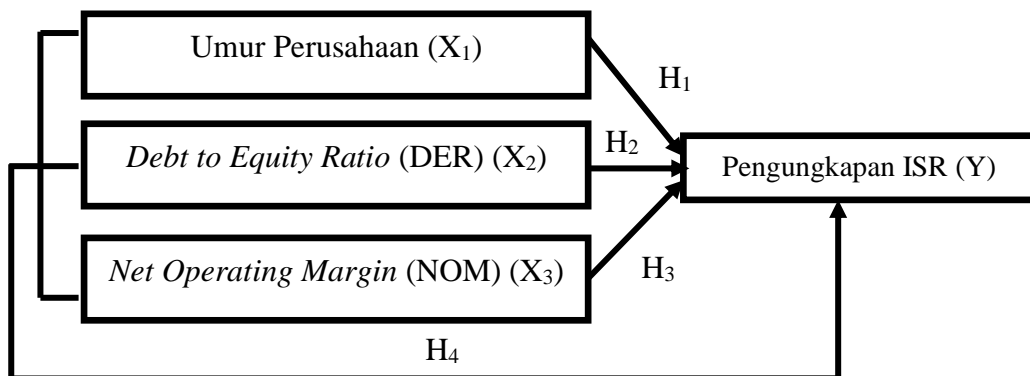 Umur Perusahaan (X₁)
H₁
Debt to Equity Ratio (DER) (X₂)
H₂
Pengungkapan ISR (Y)
Net Operating Margin (NOM) (X₃)
H₃
H₄